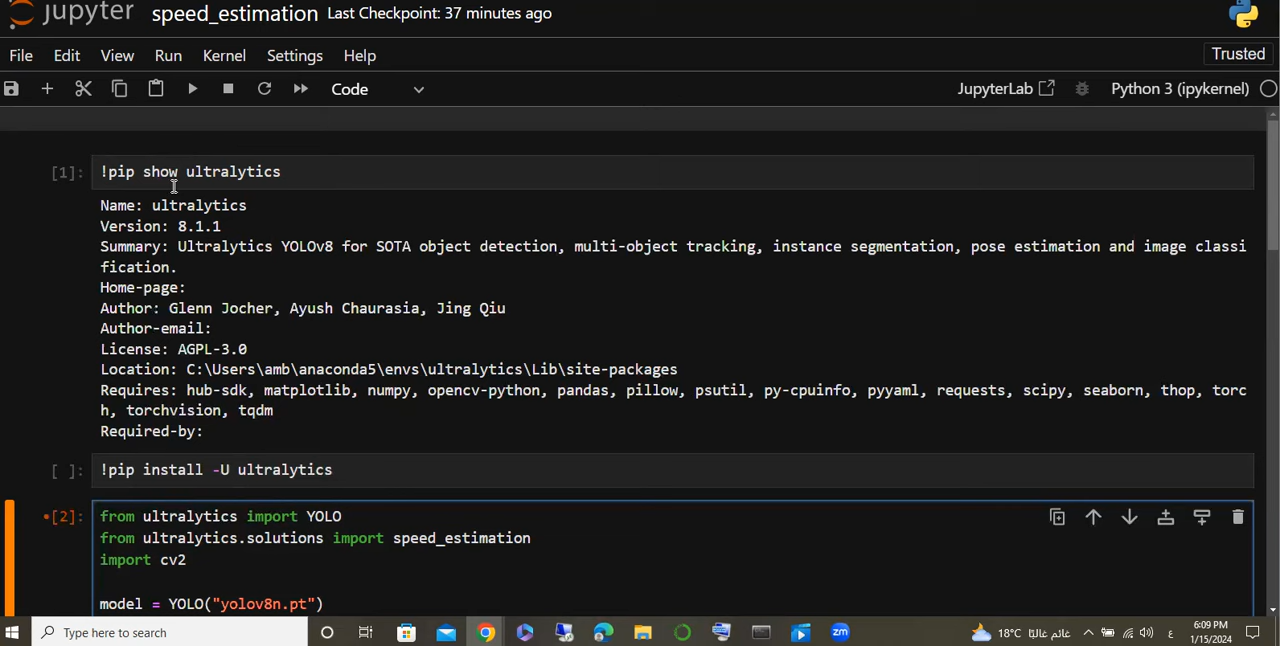 jupyter speed_estimation Last Checkpoint: 37 minutes ago
File Edit View Run Kernel Settings Help Trusted
Code JupyterLab Python 3 (ipykernel)
[1]: !pip show ultralytics
Name: ultralytics
Version: 8.1.1
Summary: Ultralytics YOLOv8 for SOTA object detection, multi-object tracking, instance segmentation, pose estimation and image classi
fication.
Home-page:
Author: Glenn Jocher, Ayush Chaurasia, Jing Qiu
Author-email:
License: AGPL-3.0
Location: C:\Users\amb\anaconda5\envs\ultralytics\Lib\site-packages
Requires: hub-sdk, matplotlib, numpy, opencv-python, pandas, pillow, psutil, py-cpuinfo, pyyaml, requests, scipy, seaborn, thop, torc
h, torchvision, tqdm
Required-by:
[ ]: !pip install -U ultralytics
•[2]: from ultralytics import YOLO
from ultralytics.solutions import speed_estimation
import cv2
model = YOLO("yolov8n.pt")
Type here to search zm 18°C غائم غالبًا ع 6:09 PM
1/15/2024